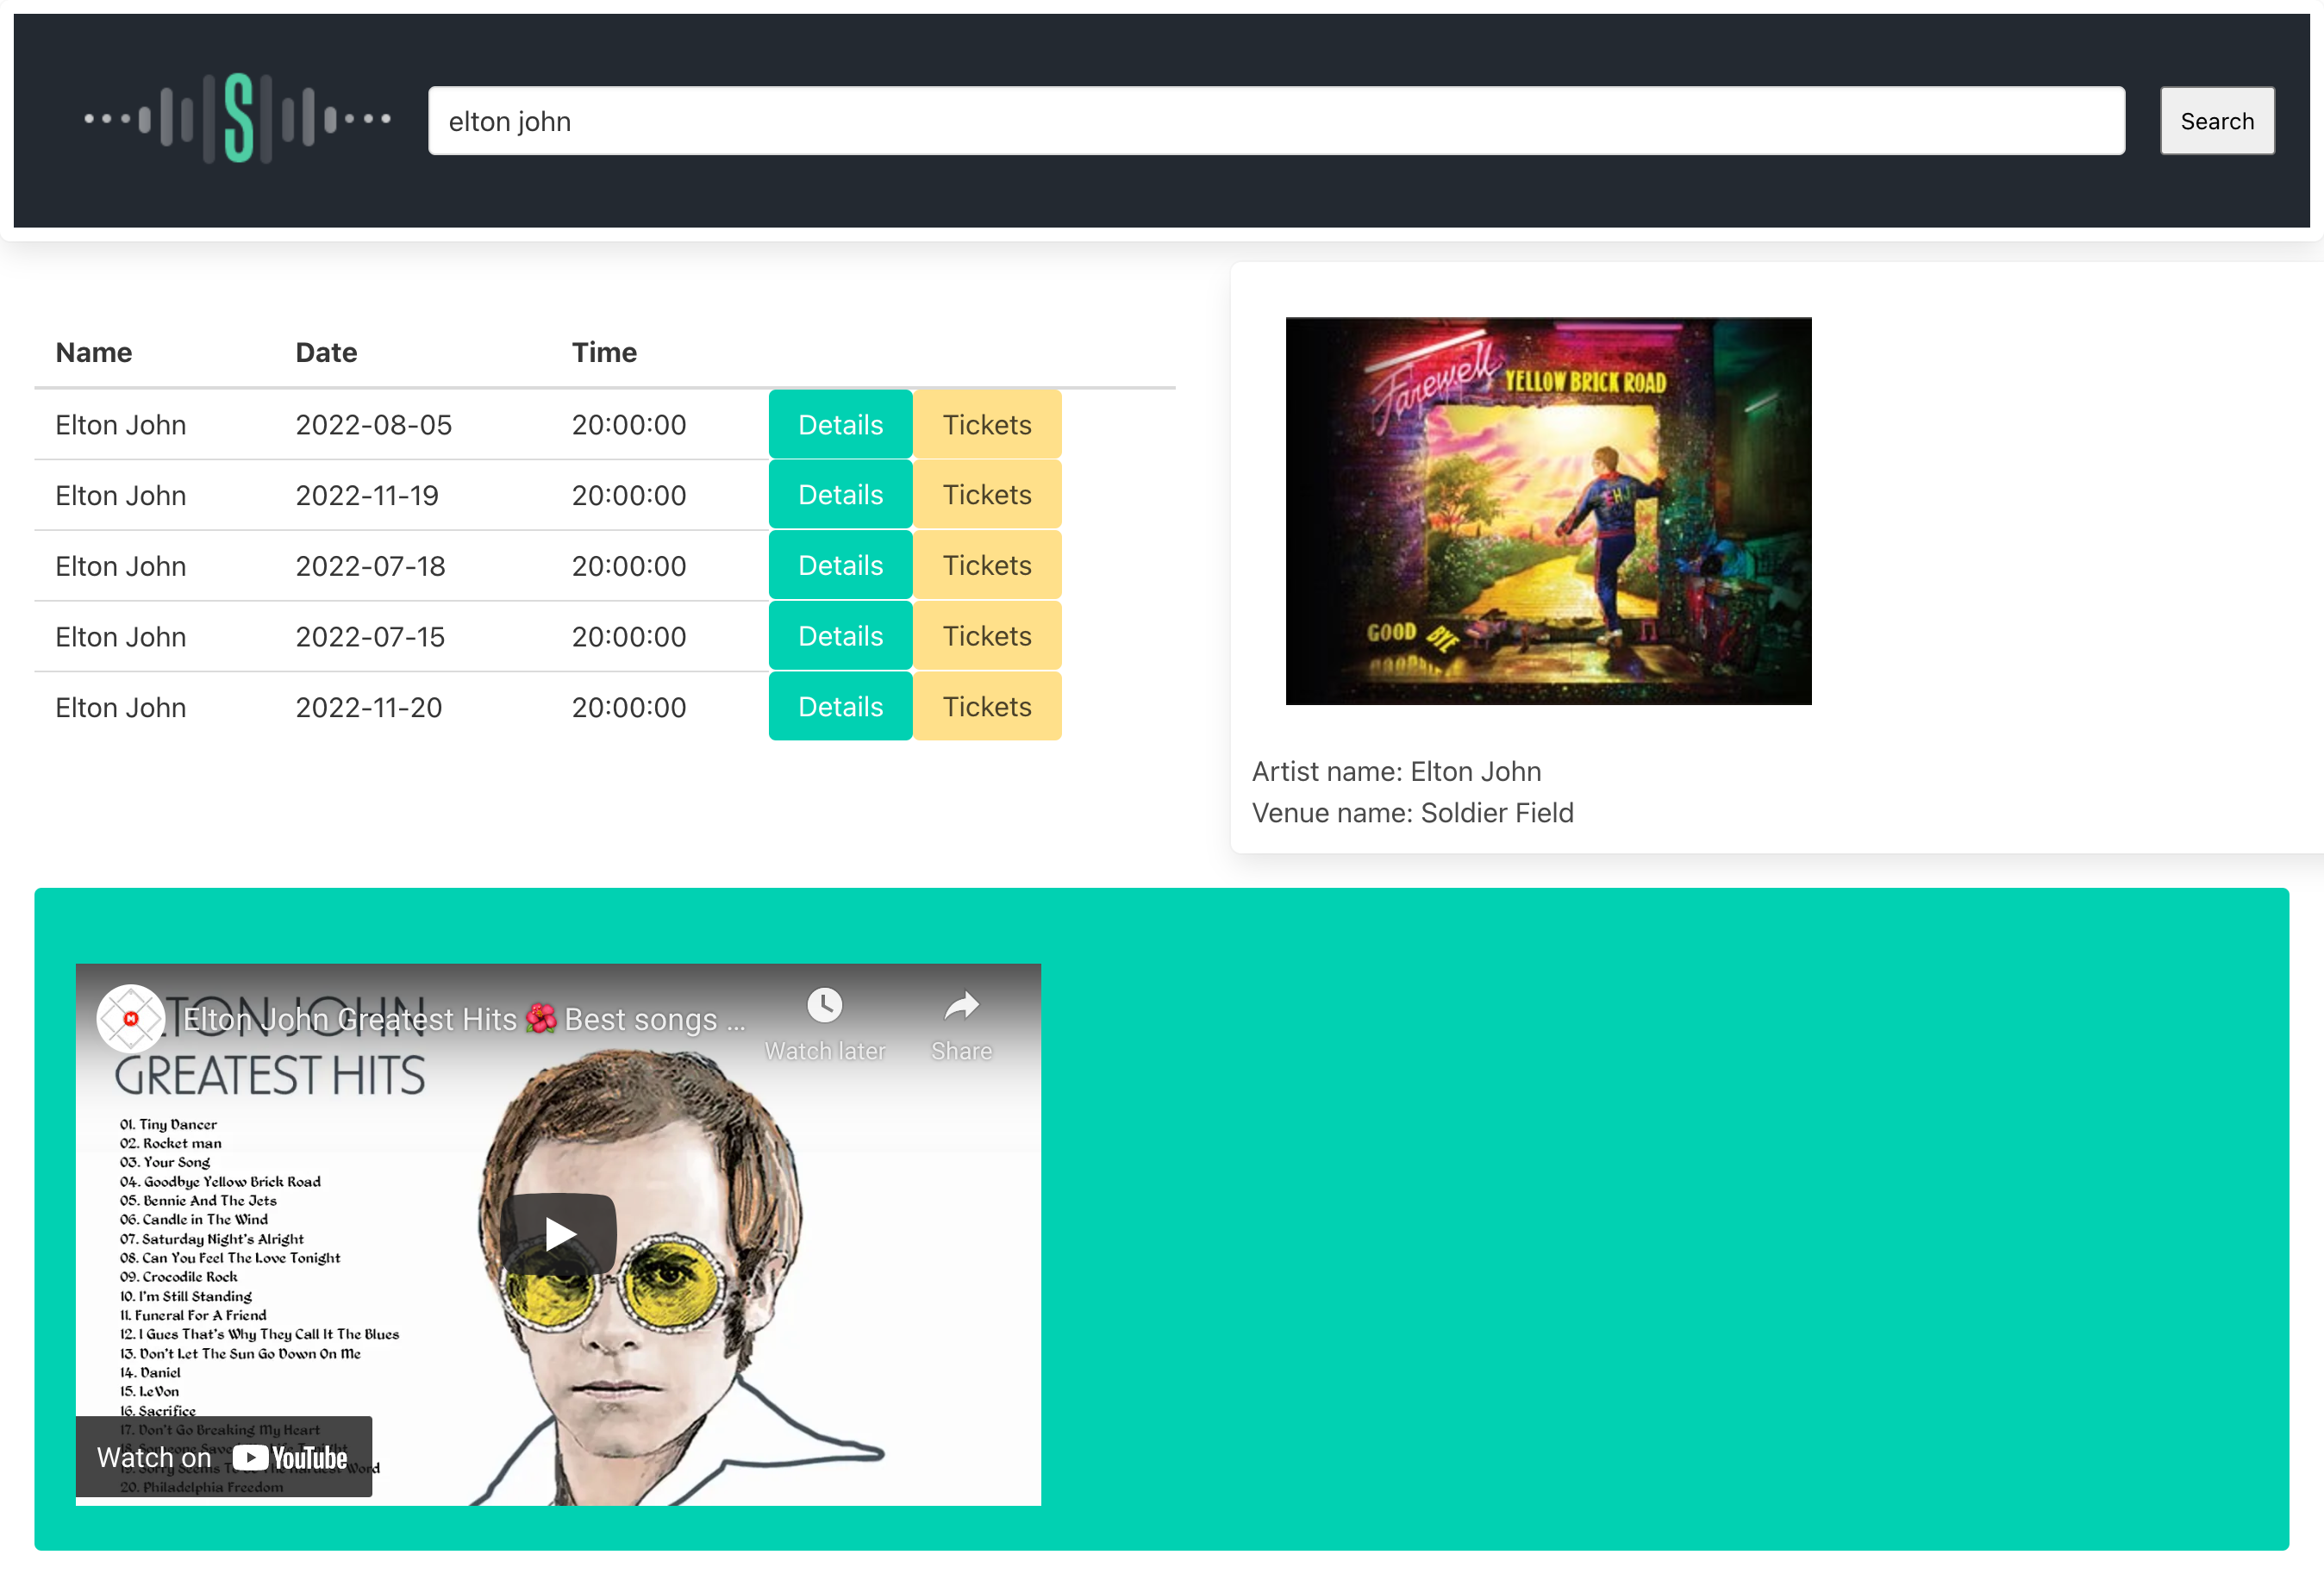 S
elton john
Search
Name Date Time
Elton John 2022-08-05 20:00:00 Details Tickets
Elton John 2022-11-19 20:00:00 Details Tickets
Elton John 2022-07-18 20:00:00 Details Tickets
Elton John 2022-07-15 20:00:00 Details Tickets
Elton John 2022-11-20 20:00:00 Details Tickets
Farewell YELLOW BRICK ROAD
EHJ
GOOD BYE
Artist name: Elton John
Venue name: Soldier Field
Elton John Greatest Hits 🌺 Best songs ...
Watch later
Share
ELTON JOHN
GREATEST HITS
01. Tiny Dancer
02. Rocket man
03. Your Song
04. Goodbye Yellow Brick Road
05. Bennie And The Jets
06. Candle in The Wind
07. Saturday Night's Alright
08. Can You Feel The Love Tonight
09. Crocodile Rock
10. I'm Still Standing
11. Funeral For A Friend
12. I Gues That's Why They Call It The Blues
13. Don't Let The Sun Go Down On Me
14. Daniel
15. LeVon
16. Sacrifice
17. Don't Go Breaking My Heart
19. Sorry Seems To Be The Hardest Word
20. Philadelphia Freedom
Watch on YouTube